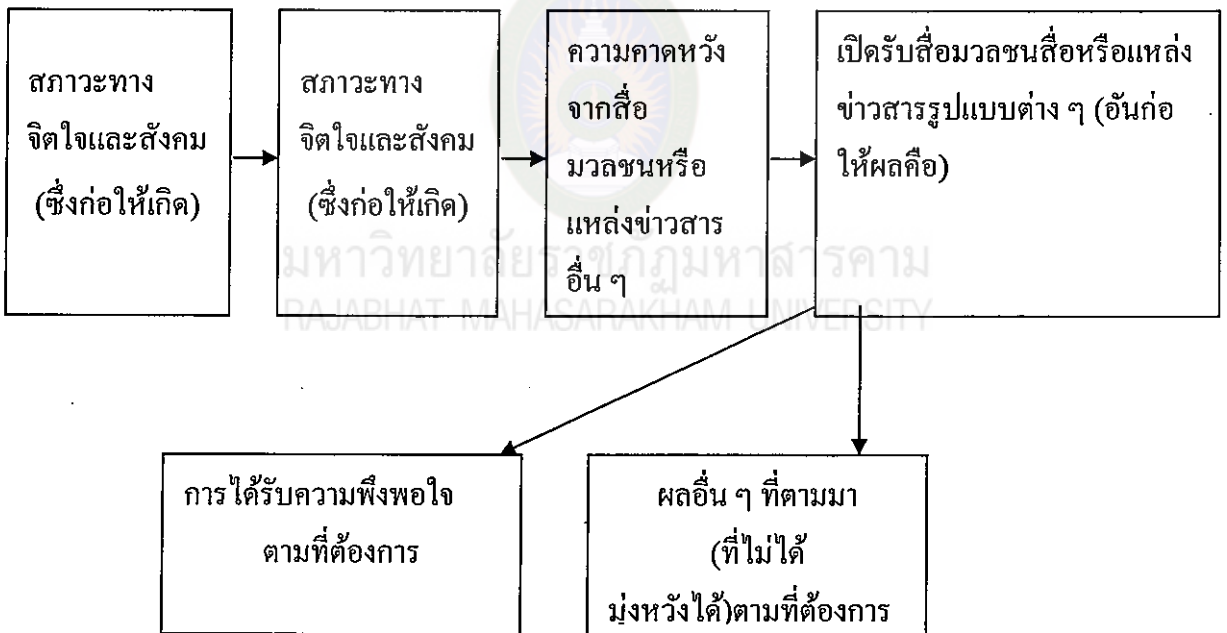 สภาวะทาง
จิตใจและสังคม
(ซึ่งก่อให้เกิด)
สภาวะทาง
จิตใจและสังคม
(ซึ่งก่อให้เกิด)
ความคาดหวัง
จากสื่อ
มวลชนหรือ
แหล่งข่าวสาร
อื่น ๆ
เปิดรับสื่อมวลชนสื่อหรือแหล่ง
ข่าวสารรูปแบบต่าง ๆ (อันก่อ
ให้ผลคือ)
มหาวิทยาลัยราชภัฏมหาสารคาม
RAJABHAT MAHASARAKHAM UNIVERSITY
การได้รับความพึงพอใจ
ตามที่ต้องการ
ผลอื่น ๆ ที่ตามมา
(ที่ไม่ได้
มุ่งหวังได้)ตามที่ต้องการ